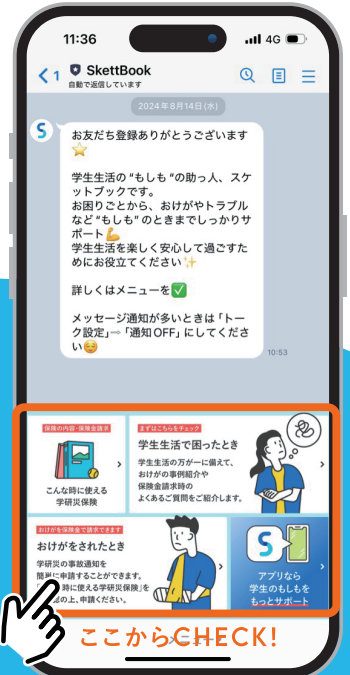 11:36
4G
1 SkettBook
自動で返信しています
2024年8月14日(水)
S
お友だち登録ありがとうございます
⭐
学生生活の“もしも“の助っ人、スケ
ットブックです。
お困りごとから、おけがやトラブル
など“もしも”のときまでしっかりサ
ポート💪
学生生活を楽しく安心して過ごすた
めにお役立てください✨
詳しくはメニューを✅
メッセージ通知が多いときは「トー
ク設定」➡「通知OFF」にしてくださ
い😌
10:53
保険の内容・保険金請求
こんな時に使える
学研災保険
まずはこちらをチェック
学生生活で困ったとき
学生生活の万が一に備えて、
おけがの事例紹介や
保険金請求時の
よくあるご質問をご紹介します。
おけがを保険金で請求できます
おけがをされたとき
学研災の事故通知を
簡単に申請することができます。
時に使える学研災保険」を
の上、申請ください。
S
アプリなら
学生のもしもを
もっとサポート
メニュー
ここからCHECK!